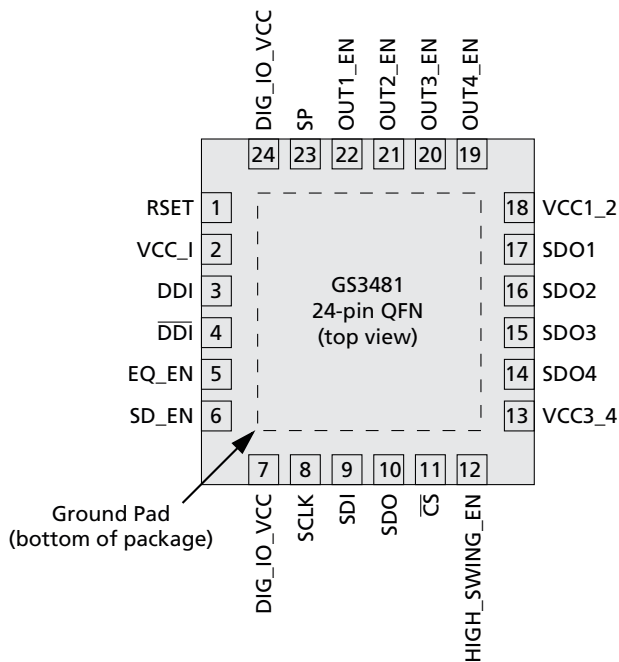 DIG_IO_VCC
SP
OUT1_EN
OUT2_EN
OUT3_EN
OUT4_EN
24
23
22
21
20
19
RSET 1
VCC_I 2
DDI 3
D̅D̅I̅ 4
EQ_EN 5
SD_EN 6
GS3481
24-pin QFN
(top view)
18 VCC1_2
17 SDO1
16 SDO2
15 SDO3
14 SDO4
13 VCC3_4
7
8
9
10
11
12
Ground Pad
(bottom of package)
DIG_IO_VCC
SCLK
SDI
SDO
C̅S̅
HIGH_SWING_EN